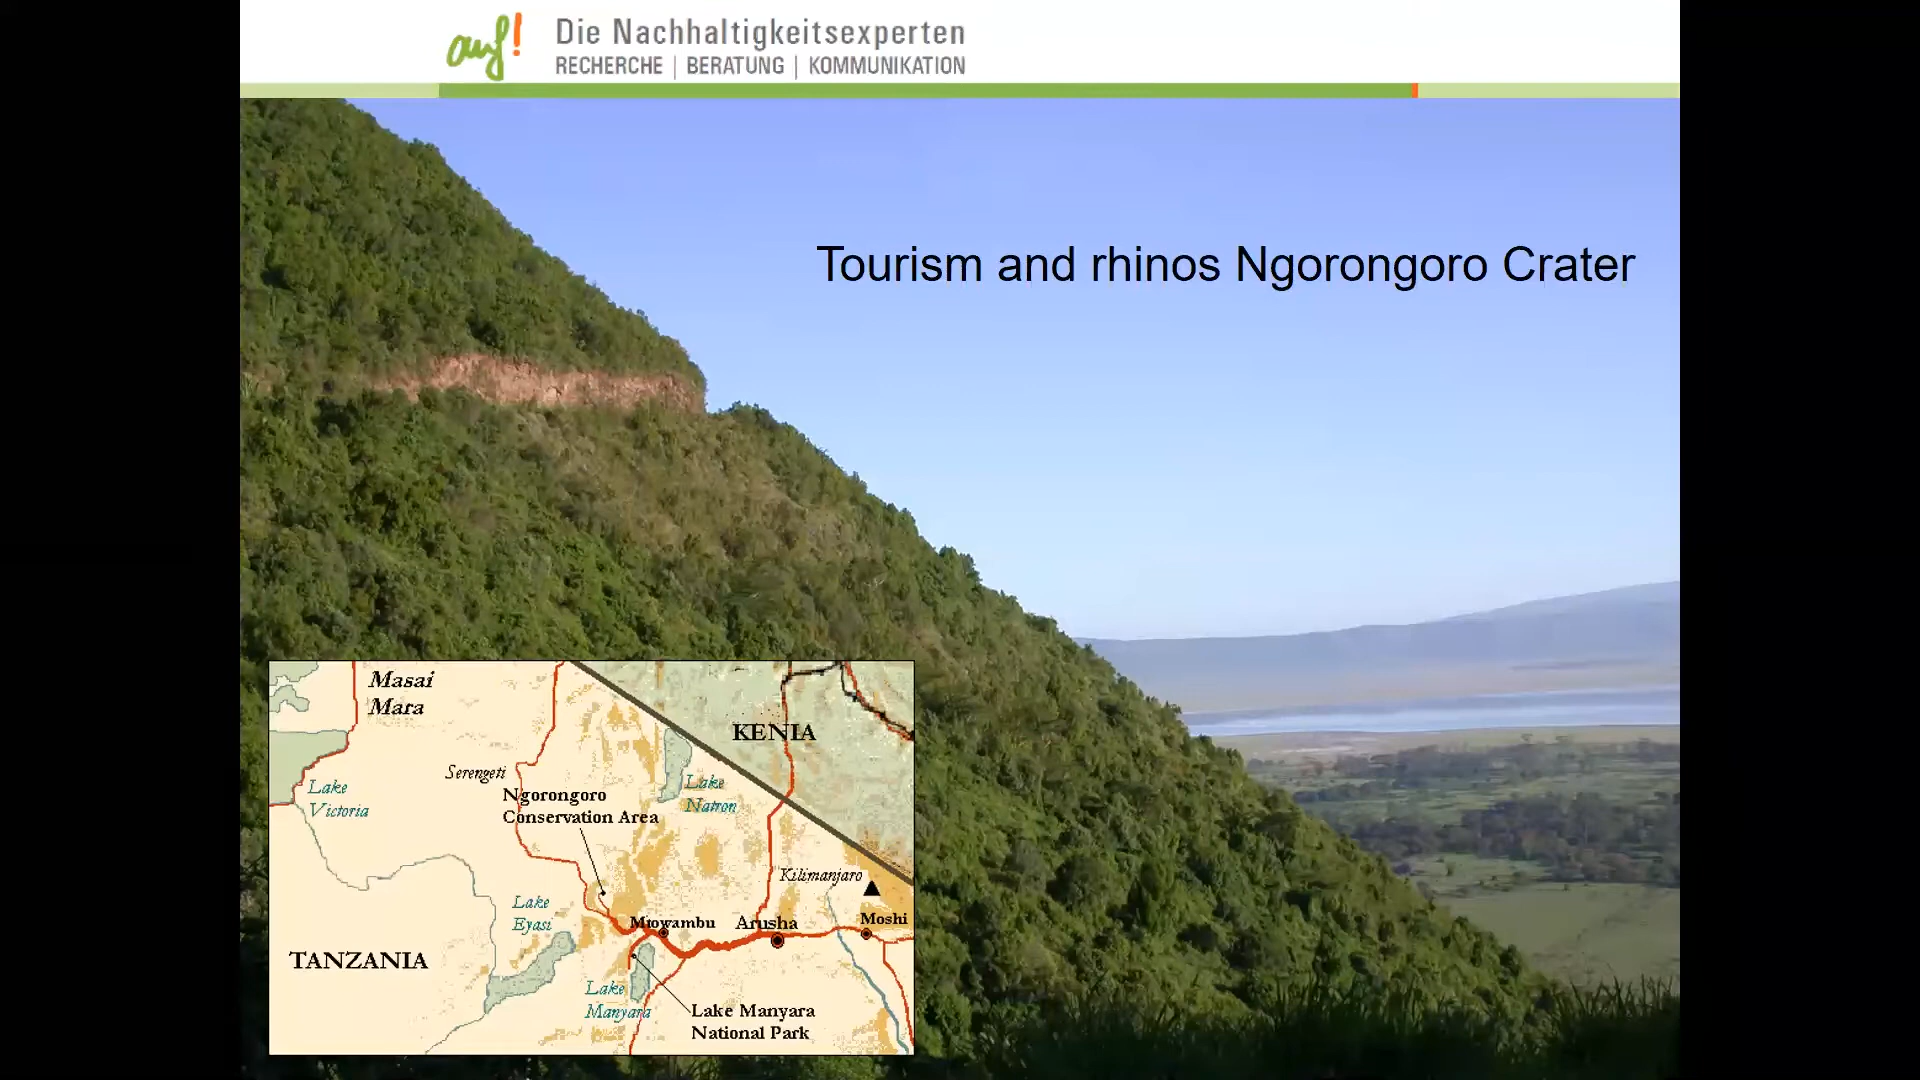 auf!
Die Nachhaltigkeitsexperten
RECHERCHE | BERATUNG | KOMMUNIKATION
Tourism and rhinos Ngorongoro Crater
Masai
Mara
KENIA
Serengeti
Lake
Victoria
Lake
Natron
Ngorongoro
Conservation Area
Kilimanjaro
Lake
Eyasi
Mtowambu
Arusha
Moshi
TANZANIA
Lake
Manyara
Lake Manyara
National Park